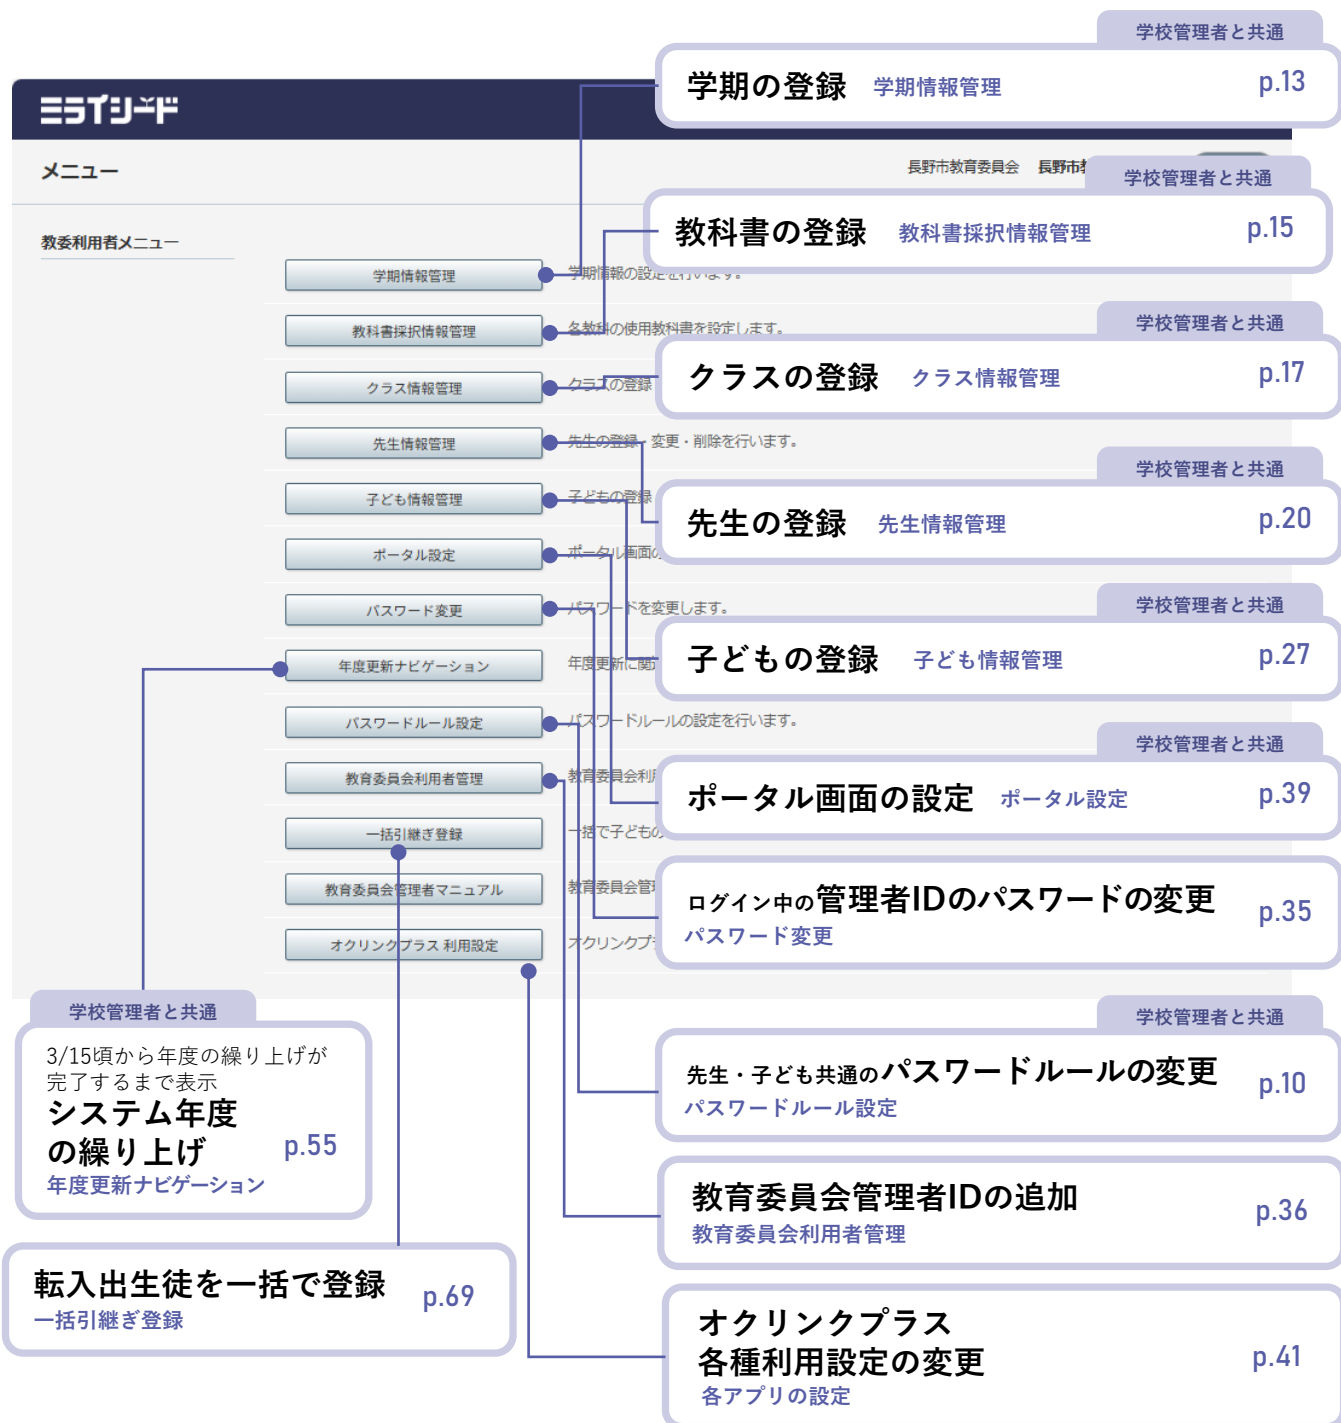 学校管理者と共通
学期の登録 学期情報管理 p.13
ミライシード
メニュー
長野市教育委員会 長野市
学校管理者と共通
教科書の登録 教科書採択情報管理 p.15
教委利用者メニュー
学期情報管理 学期情報の設定を行います。
教科書採択情報管理 各教科の使用教科書を設定します。
学校管理者と共通
クラスの登録 クラス情報管理 p.17
クラス情報管理 クラスの登録
先生情報管理 先生の登録・変更・削除を行います。
学校管理者と共通
先生の登録 先生情報管理 p.20
子ども情報管理 子どもの登録
ポータル設定 ポータル画面の
パスワード変更 パスワードを変更します。
学校管理者と共通
子どもの登録 子ども情報管理 p.27
年度更新ナビゲーション 年度更新に関
パスワードルール設定 パスワードルールの設定を行います。
学校管理者と共通
ポータル画面の設定 ポータル設定 p.39
教育委員会利用者管理 教育委員会利
一括引継ぎ登録 一括で子どもの
教育委員会管理者マニュアル 教育委員会管
ログイン中の管理者IDのパスワードの変更 p.35
パスワード変更
オクリンクプラス 利用設定 オクリンクプ
学校管理者と共通
3/15頃から年度の繰り上げが
完了するまで表示
システム年度
の繰り上げ p.55
年度更新ナビゲーション
学校管理者と共通
先生・子ども共通のパスワードルールの変更 p.10
パスワードルール設定
教育委員会管理者IDの追加 p.36
教育委員会利用者管理
転入出生徒を一括で登録 p.69
一括引継ぎ登録
オクリンクプラス
各種利用設定の変更 p.41
各アプリの設定